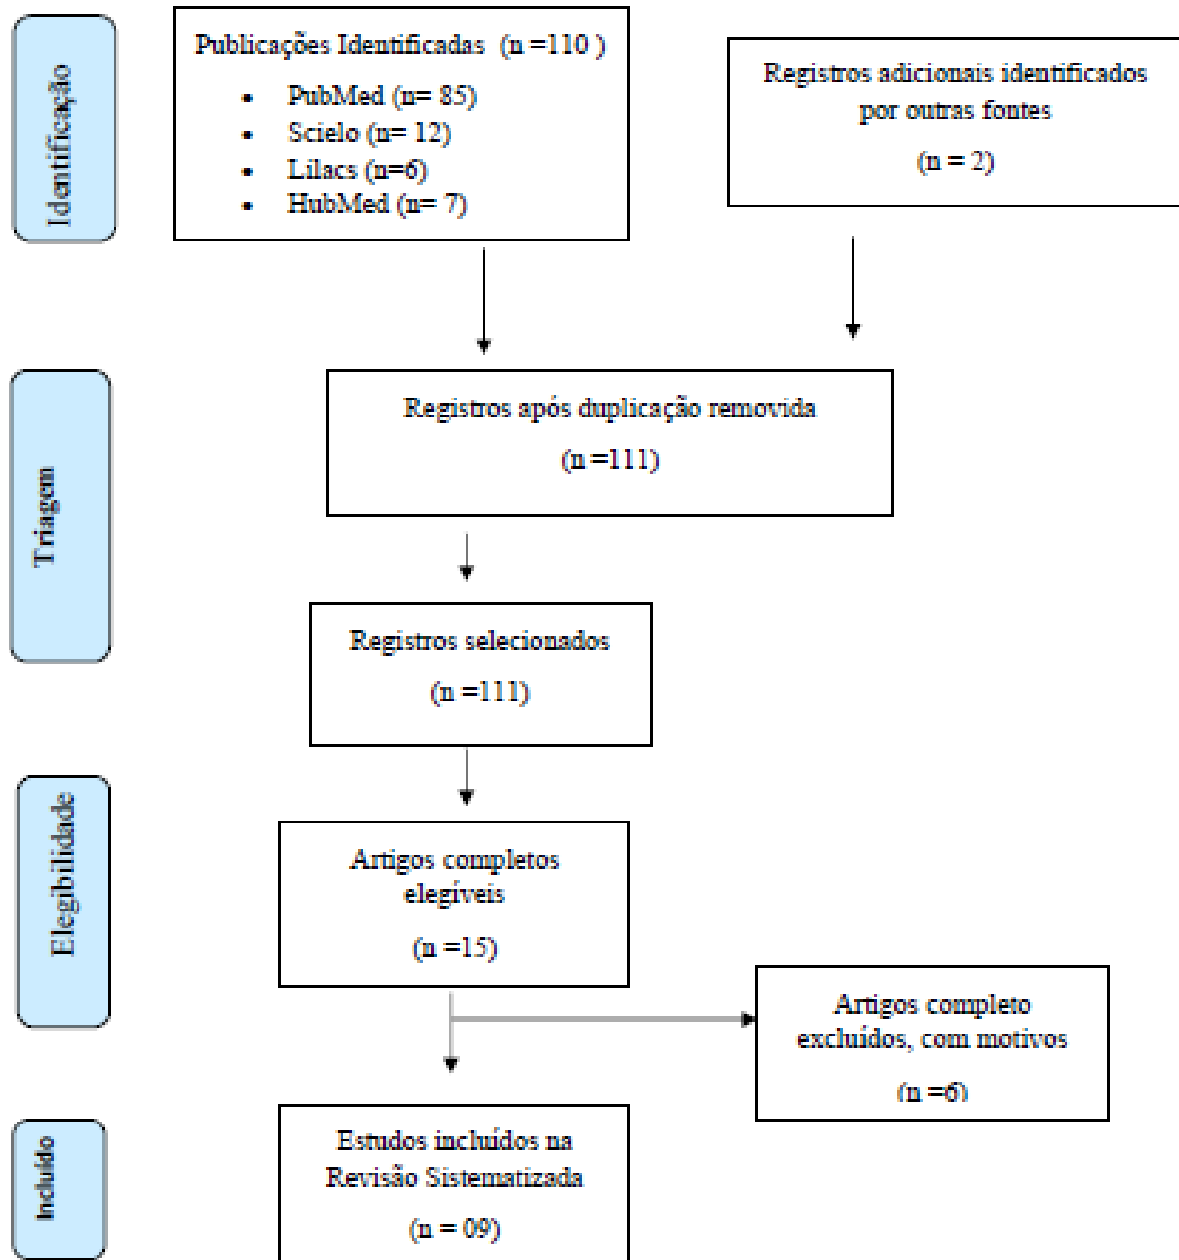 Identificação
Publicações Identificadas (n =110 )
• PubMed (n= 85)
• Scielo (n= 12)
• Lilacs (n=6)
• HubMed (n= 7)
Registros adicionais identificados
por outras fontes
(n = 2)
Triagem
Registros após duplicação removida
(n =111)
Registros selecionados
(n =111)
Elegibilidade
Artigos completos
elegíveis
(n =15)
Artigos completo
excluídos, com motivos
(n =6)
Incluído
Estudos incluídos na
Revisão Sistematizada
(n = 09)